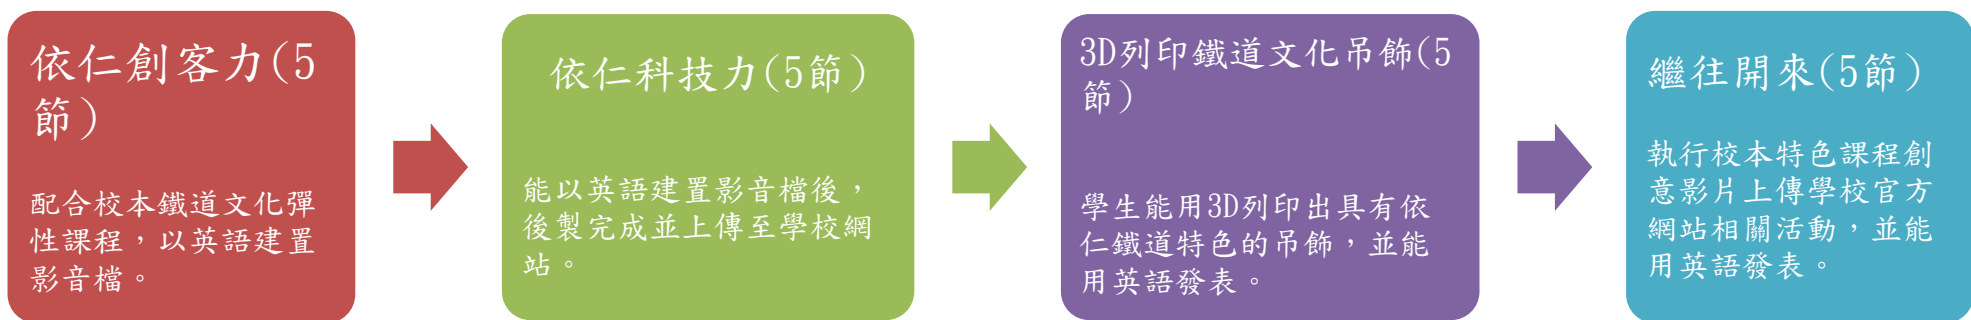 依仁創客力(5
節)
配合校本鐵道文化彈
性課程，以英語建置
影音檔。
依仁科技力(5節)
能以英語建置影音檔後，
後製完成並上傳至學校網
站。
3D列印鐵道文化吊飾(5
節)
學生能用3D列印出具有依
仁鐵道特色的吊飾，並能
用英語發表。
繼往開來(5節)
執行校本特色課程創
意影片上傳學校官方
網站相關活動，並能
用英語發表。